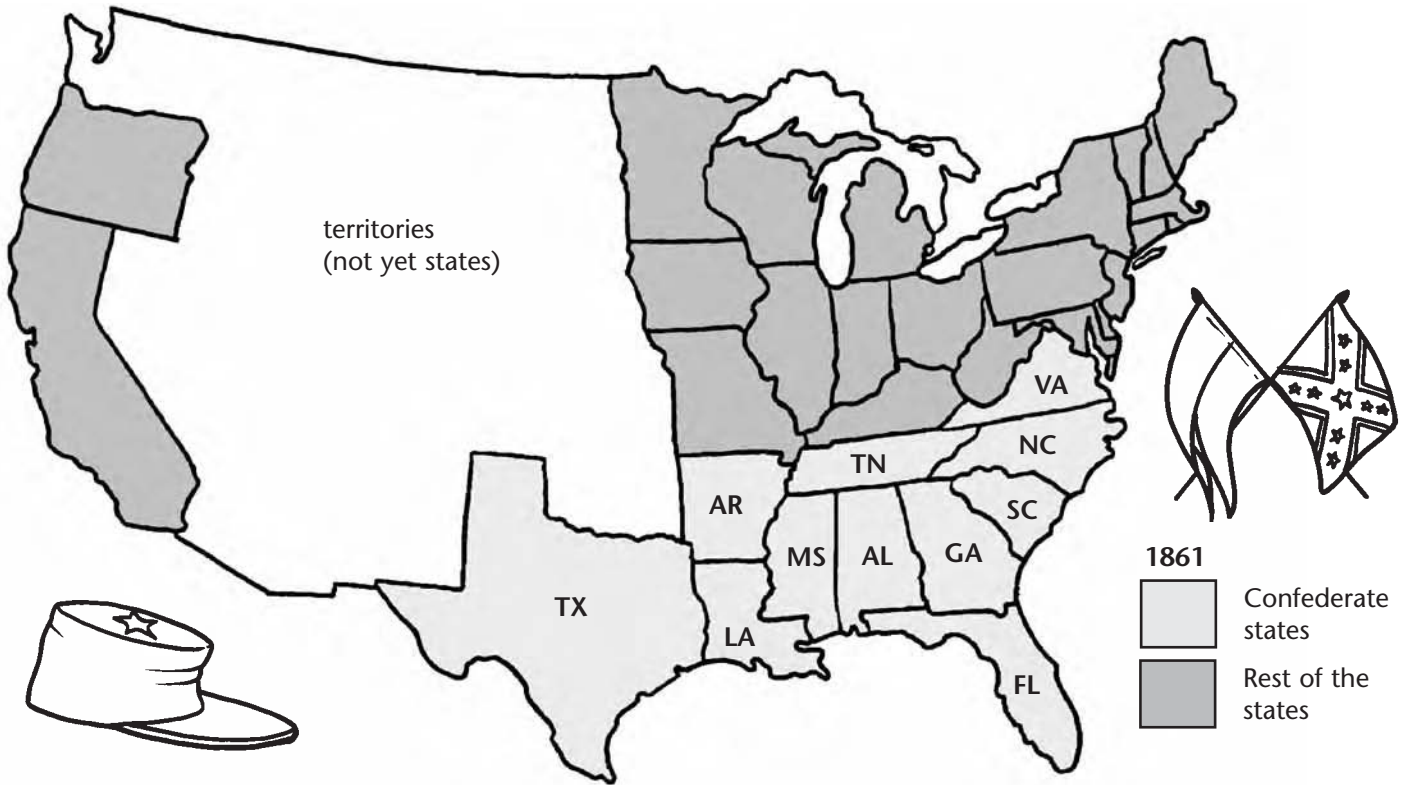 territories
(not yet states)
VA
NC
TN
SC
AR
MS
AL
GA
TX
LA
FL
1861
Confederate
states
Rest of the
states